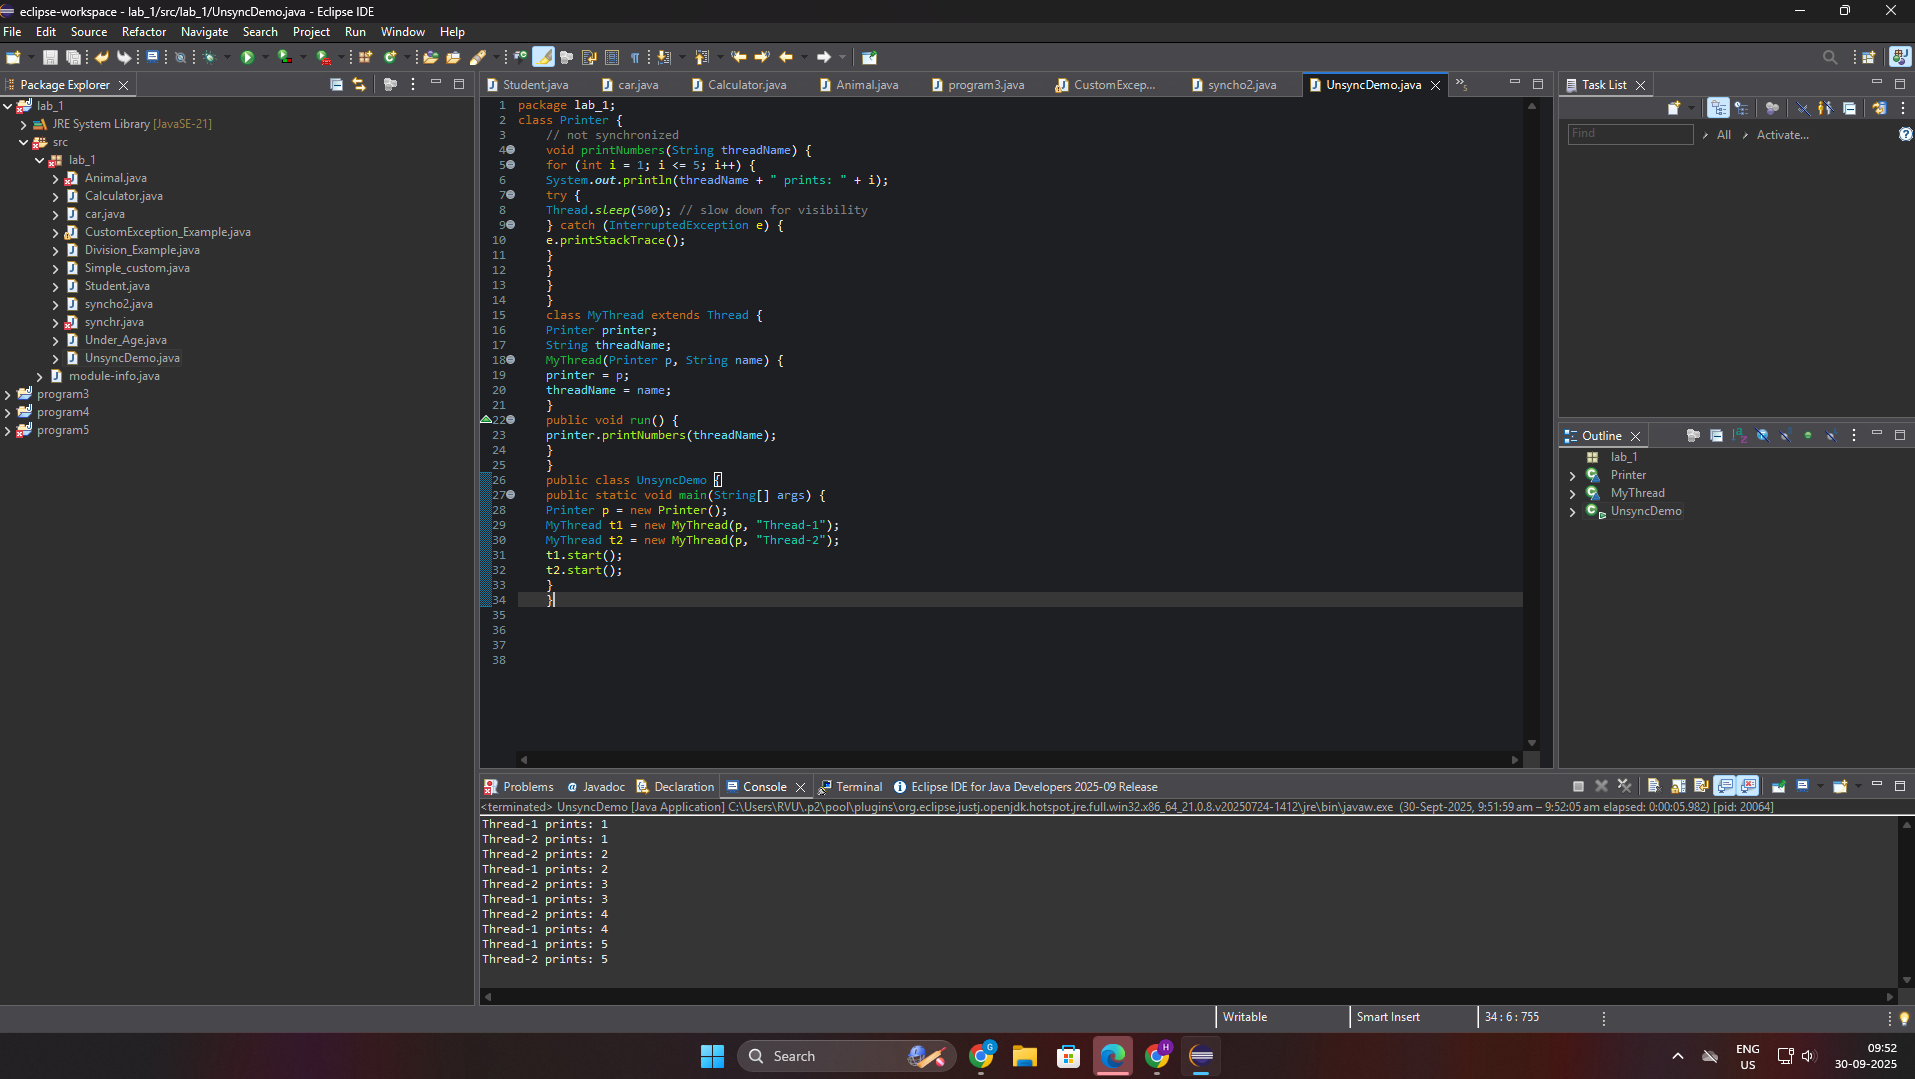 eclipse-workspace - lab_1/src/lab_1/UnsyncDemo.java - Eclipse IDE
File Edit Source Refactor Navigate Search Project Run Window Help
Package Explorer
lab_1
JRE System Library [JavaSE-21]
src
lab_1
Animal.java
Calculator.java
car.java
CustomException_Example.java
Division_Example.java
Simple_custom.java
Student.java
syncho2.java
synchr.java
Under_Age.java
UnsyncDemo.java
module-info.java
program3
program4
program5
Student.java car.java Calculator.java Animal.java program3.java CustomExcep... syncho2.java UnsyncDemo.java »5
1 package lab_1;
2 class Printer {
3 // not synchronized
4 void printNumbers(String threadName) {
5 for (int i = 1; i <= 5; i++) {
6 System.out.println(threadName + " prints: " + i);
7 try {
8 Thread.sleep(500); // slow down for visibility
9 } catch (InterruptedException e) {
10 e.printStackTrace();
11 }
12 }
13 }
14 }
15 class MyThread extends Thread {
16 Printer printer;
17 String threadName;
18 MyThread(Printer p, String name) {
19 printer = p;
20 threadName = name;
21 }
22 public void run() {
23 printer.printNumbers(threadName);
24 }
25 }
26 public class UnsyncDemo {
27 public static void main(String[] args) {
28 Printer p = new Printer();
29 MyThread t1 = new MyThread(p, "Thread-1");
30 MyThread t2 = new MyThread(p, "Thread-2");
31 t1.start();
32 t2.start();
33 }
34 }
35
36
37
38
Task List
Find All Activate...
Outline
lab_1
Printer
MyThread
UnsyncDemo
Problems Javadoc Declaration Console Terminal Eclipse IDE for Java Developers 2025-09 Release
<terminated> UnsyncDemo [Java Application] C:\Users\RVU\.p2\pool\plugins\org.eclipse.justj.openjdk.hotspot.jre.full.win32.x86_64_21.0.8.v20250724-1412\jre\bin\javaw.exe (30-Sept-2025, 9:51:59 am – 9:52:05 am elapsed: 0:00:05.982) [pid: 20064]
Thread-1 prints: 1
Thread-2 prints: 1
Thread-2 prints: 2
Thread-1 prints: 2
Thread-2 prints: 3
Thread-1 prints: 3
Thread-2 prints: 4
Thread-1 prints: 4
Thread-1 prints: 5
Thread-2 prints: 5
Writable Smart Insert 34 : 6 : 755
Search
G
H
ENG
US
09:52
30-09-2025